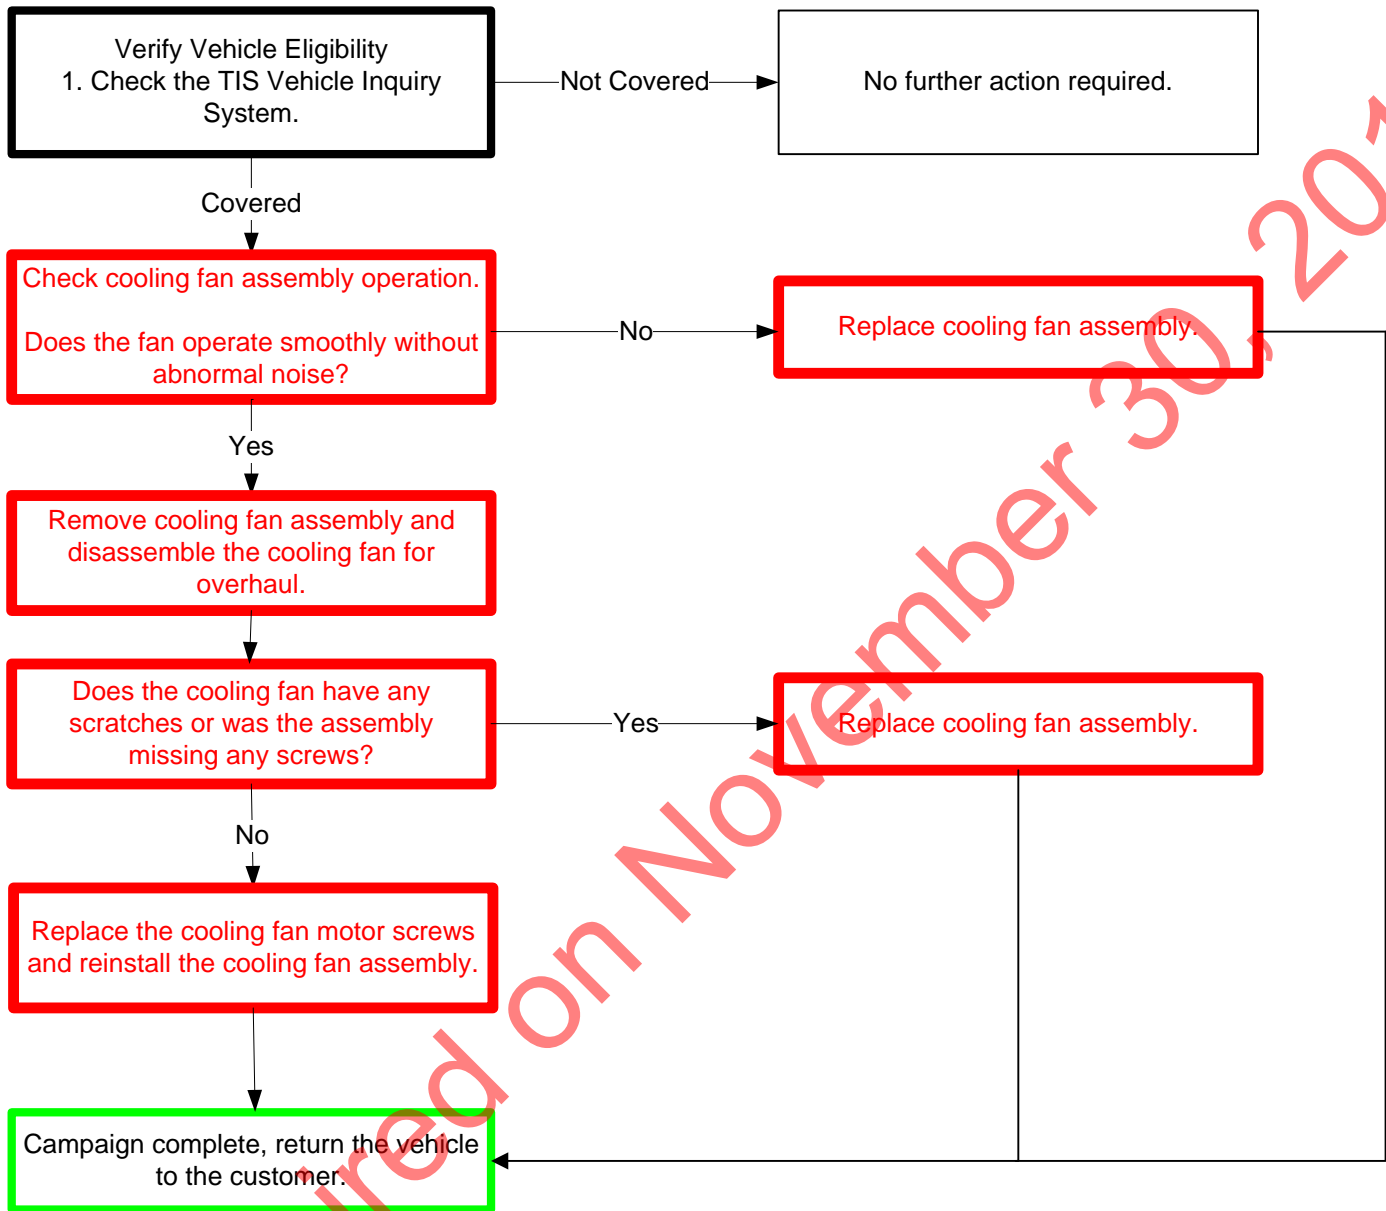 Verify Vehicle Eligibility
1. Check the TIS Vehicle Inquiry
System.
Not Covered
No further action required.
Covered
Check cooling fan assembly operation.
Does the fan operate smoothly without
abnormal noise?
No
Replace cooling fan assembly.
Yes
Remove cooling fan assembly and
disassemble the cooling fan for
overhaul.
Does the cooling fan have any
scratches or was the assembly
missing any screws?
Yes
Replace cooling fan assembly.
No
Replace the cooling fan motor screws
and reinstall the cooling fan assembly.
Campaign complete, return the vehicle
to the customer.
ired on November 30, 201